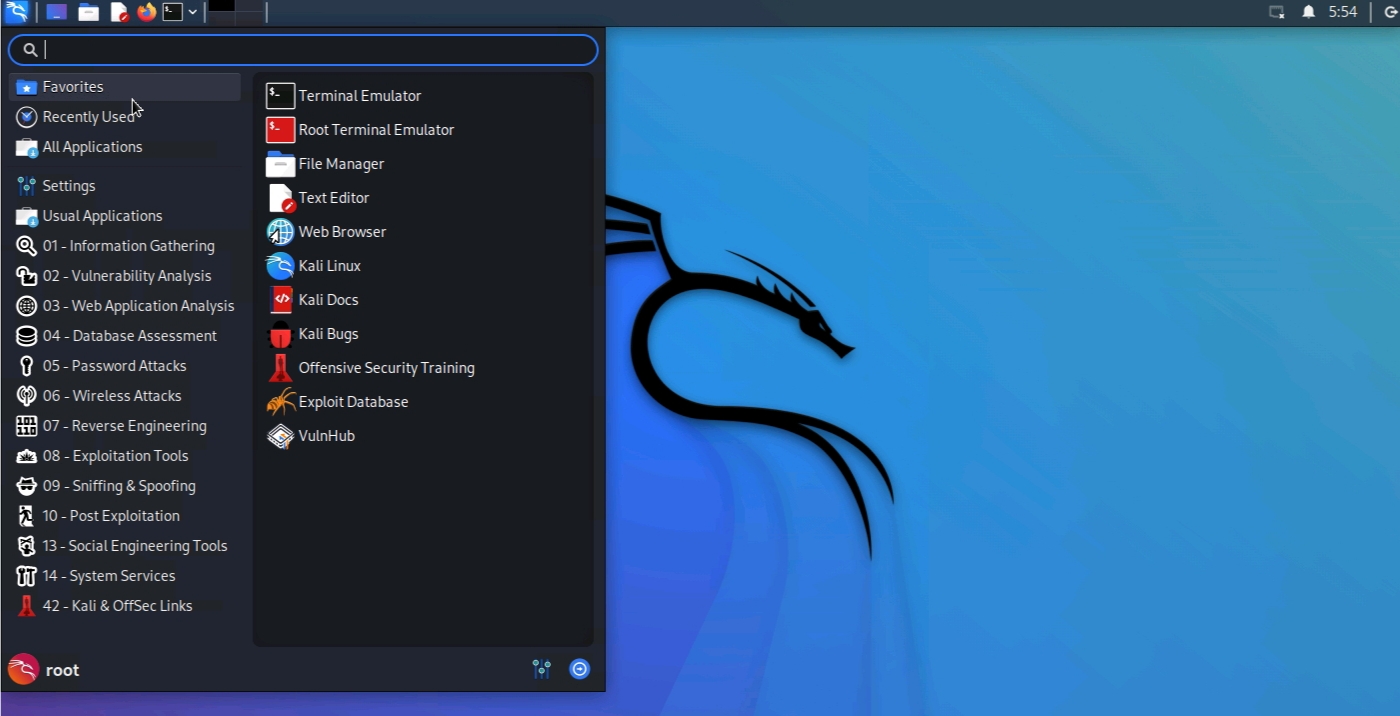 5:54
Favorites
Recently Used
All Applications
Settings
Usual Applications
01 - Information Gathering
02 - Vulnerability Analysis
03 - Web Application Analysis
04 - Database Assessment
05 - Password Attacks
06 - Wireless Attacks
07 - Reverse Engineering
08 - Exploitation Tools
09 - Sniffing & Spoofing
10 - Post Exploitation
13 - Social Engineering Tools
14 - System Services
42 - Kali & OffSec Links
Terminal Emulator
Root Terminal Emulator
File Manager
Text Editor
Web Browser
Kali Linux
Kali Docs
Kali Bugs
Offensive Security Training
Exploit Database
VulnHub
root